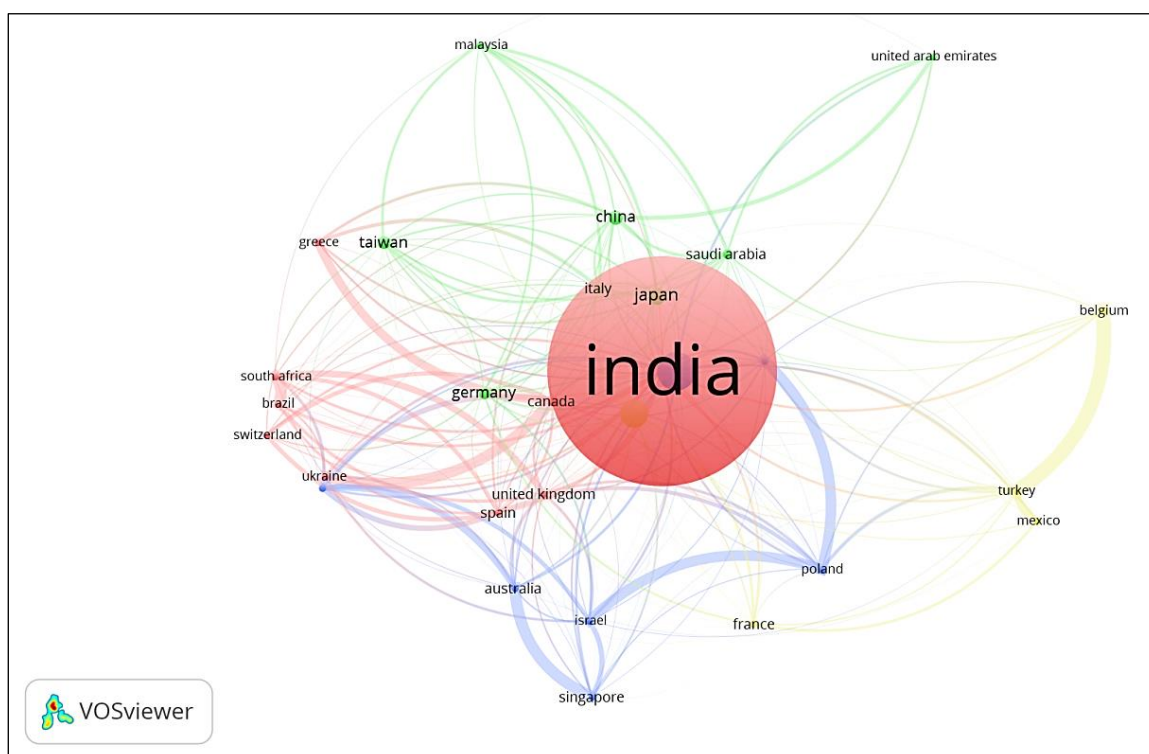 malaysia
united arab emirates
china
greece
taiwan
saudi arabia
italy
japan
belgium
india
south africa
germany
canada
brazil
switzerland
ukraine
turkey
united kingdom
spain
mexico
poland
australia
israel
france
singapore
VOSviewer